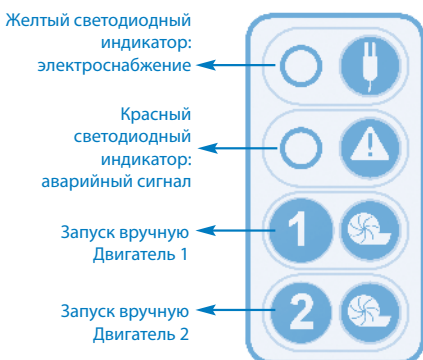 Желтый светодиодный
индикатор:
электроснабжение
Красный
светодиодный
индикатор:
аварийный сигнал
Запуск вручную
Двигатель 1
1
Запуск вручную
Двигатель 2
2